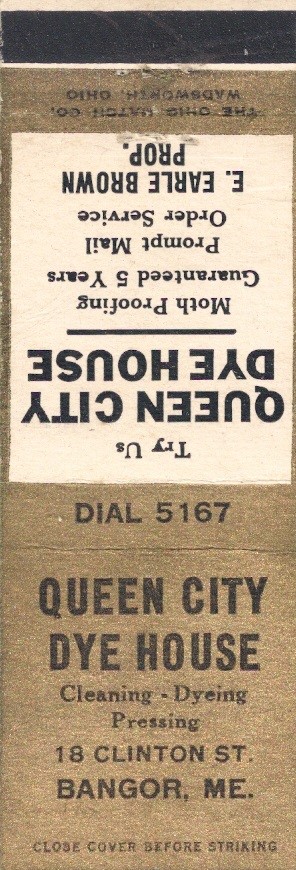 THE OHIO MATCH CO.
WADSWORTH, OHIO
Try Us
QUEEN CITY
DYE HOUSE
Moth Proofing
Guaranteed 5 Years
Prompt Mail
Order Service
E. EARLE BROWN
PROP.
DIAL 5167
QUEEN CITY
DYE HOUSE
Cleaning - Dyeing
Pressing
18 CLINTON ST.
BANGOR, ME.
CLOSE COVER BEFORE STRIKING